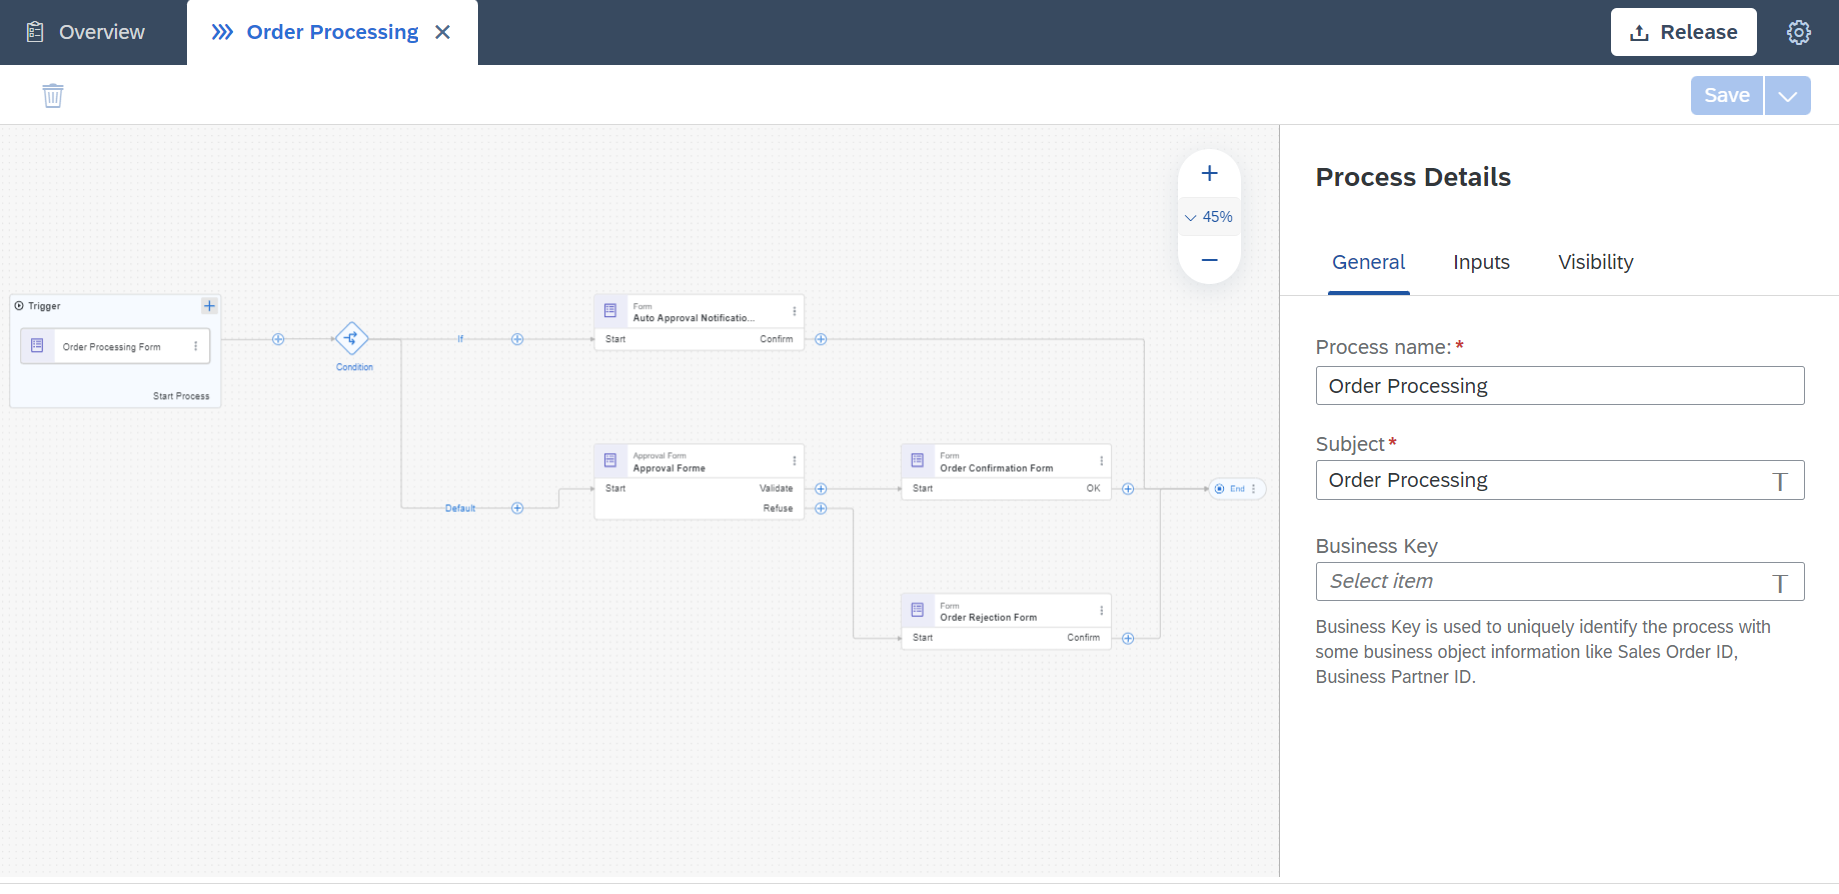 Overview
Order Processing
Release
Save
45%
Trigger
Order Processing Form
Start Process
Condition
If
Default
Form
Auto Approval Notificatio...
Start
Confirm
Approval Form
Approval Forme
Start
Validate
Refuse
Form
Order Confirmation Form
Start
OK
Form
Order Rejection Form
Start
Confirm
End
Process Details
General
Inputs
Visibility
Process name:*
Order Processing
Subject*
Order Processing
Business Key
Select item
Business Key is used to uniquely identify the process with
some business object information like Sales Order ID,
Business Partner ID.